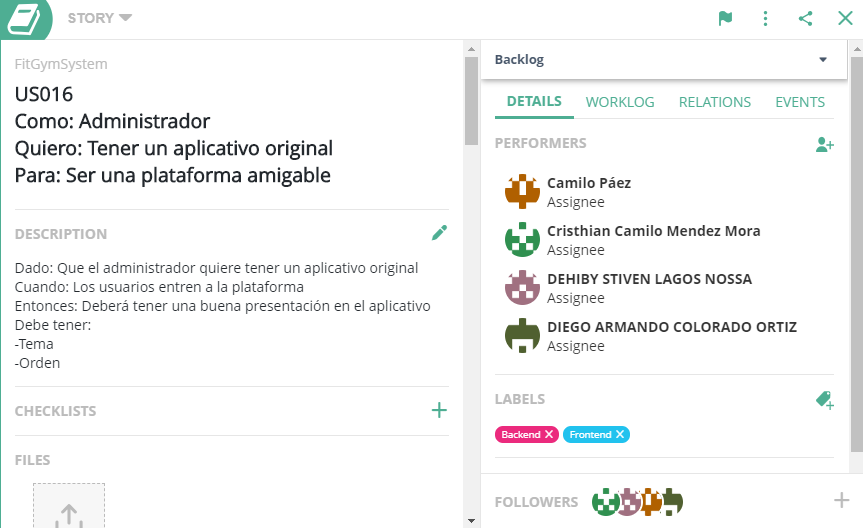 STORY
FitGymSystem
US016
Como: Administrador
Quiero: Tener un aplicativo original
Para: Ser una plataforma amigable
DESCRIPTION
Dado: Que el administrador quiere tener un aplicativo original
Cuando: Los usuarios entren a la plataforma
Entonces: Deberá tener una buena presentación en el aplicativo
Debe tener:
-Tema
-Orden
CHECKLISTS
FILES
Backlog
DETAILS WORKLOG RELATIONS EVENTS
PERFORMERS
Camilo Páez
Assignee
Cristhian Camilo Mendez Mora
Assignee
DEHIBY STIVEN LAGOS NOSSA
Assignee
DIEGO ARMANDO COLORADO ORTIZ
Assignee
LABELS
Backend Frontend
FOLLOWERS